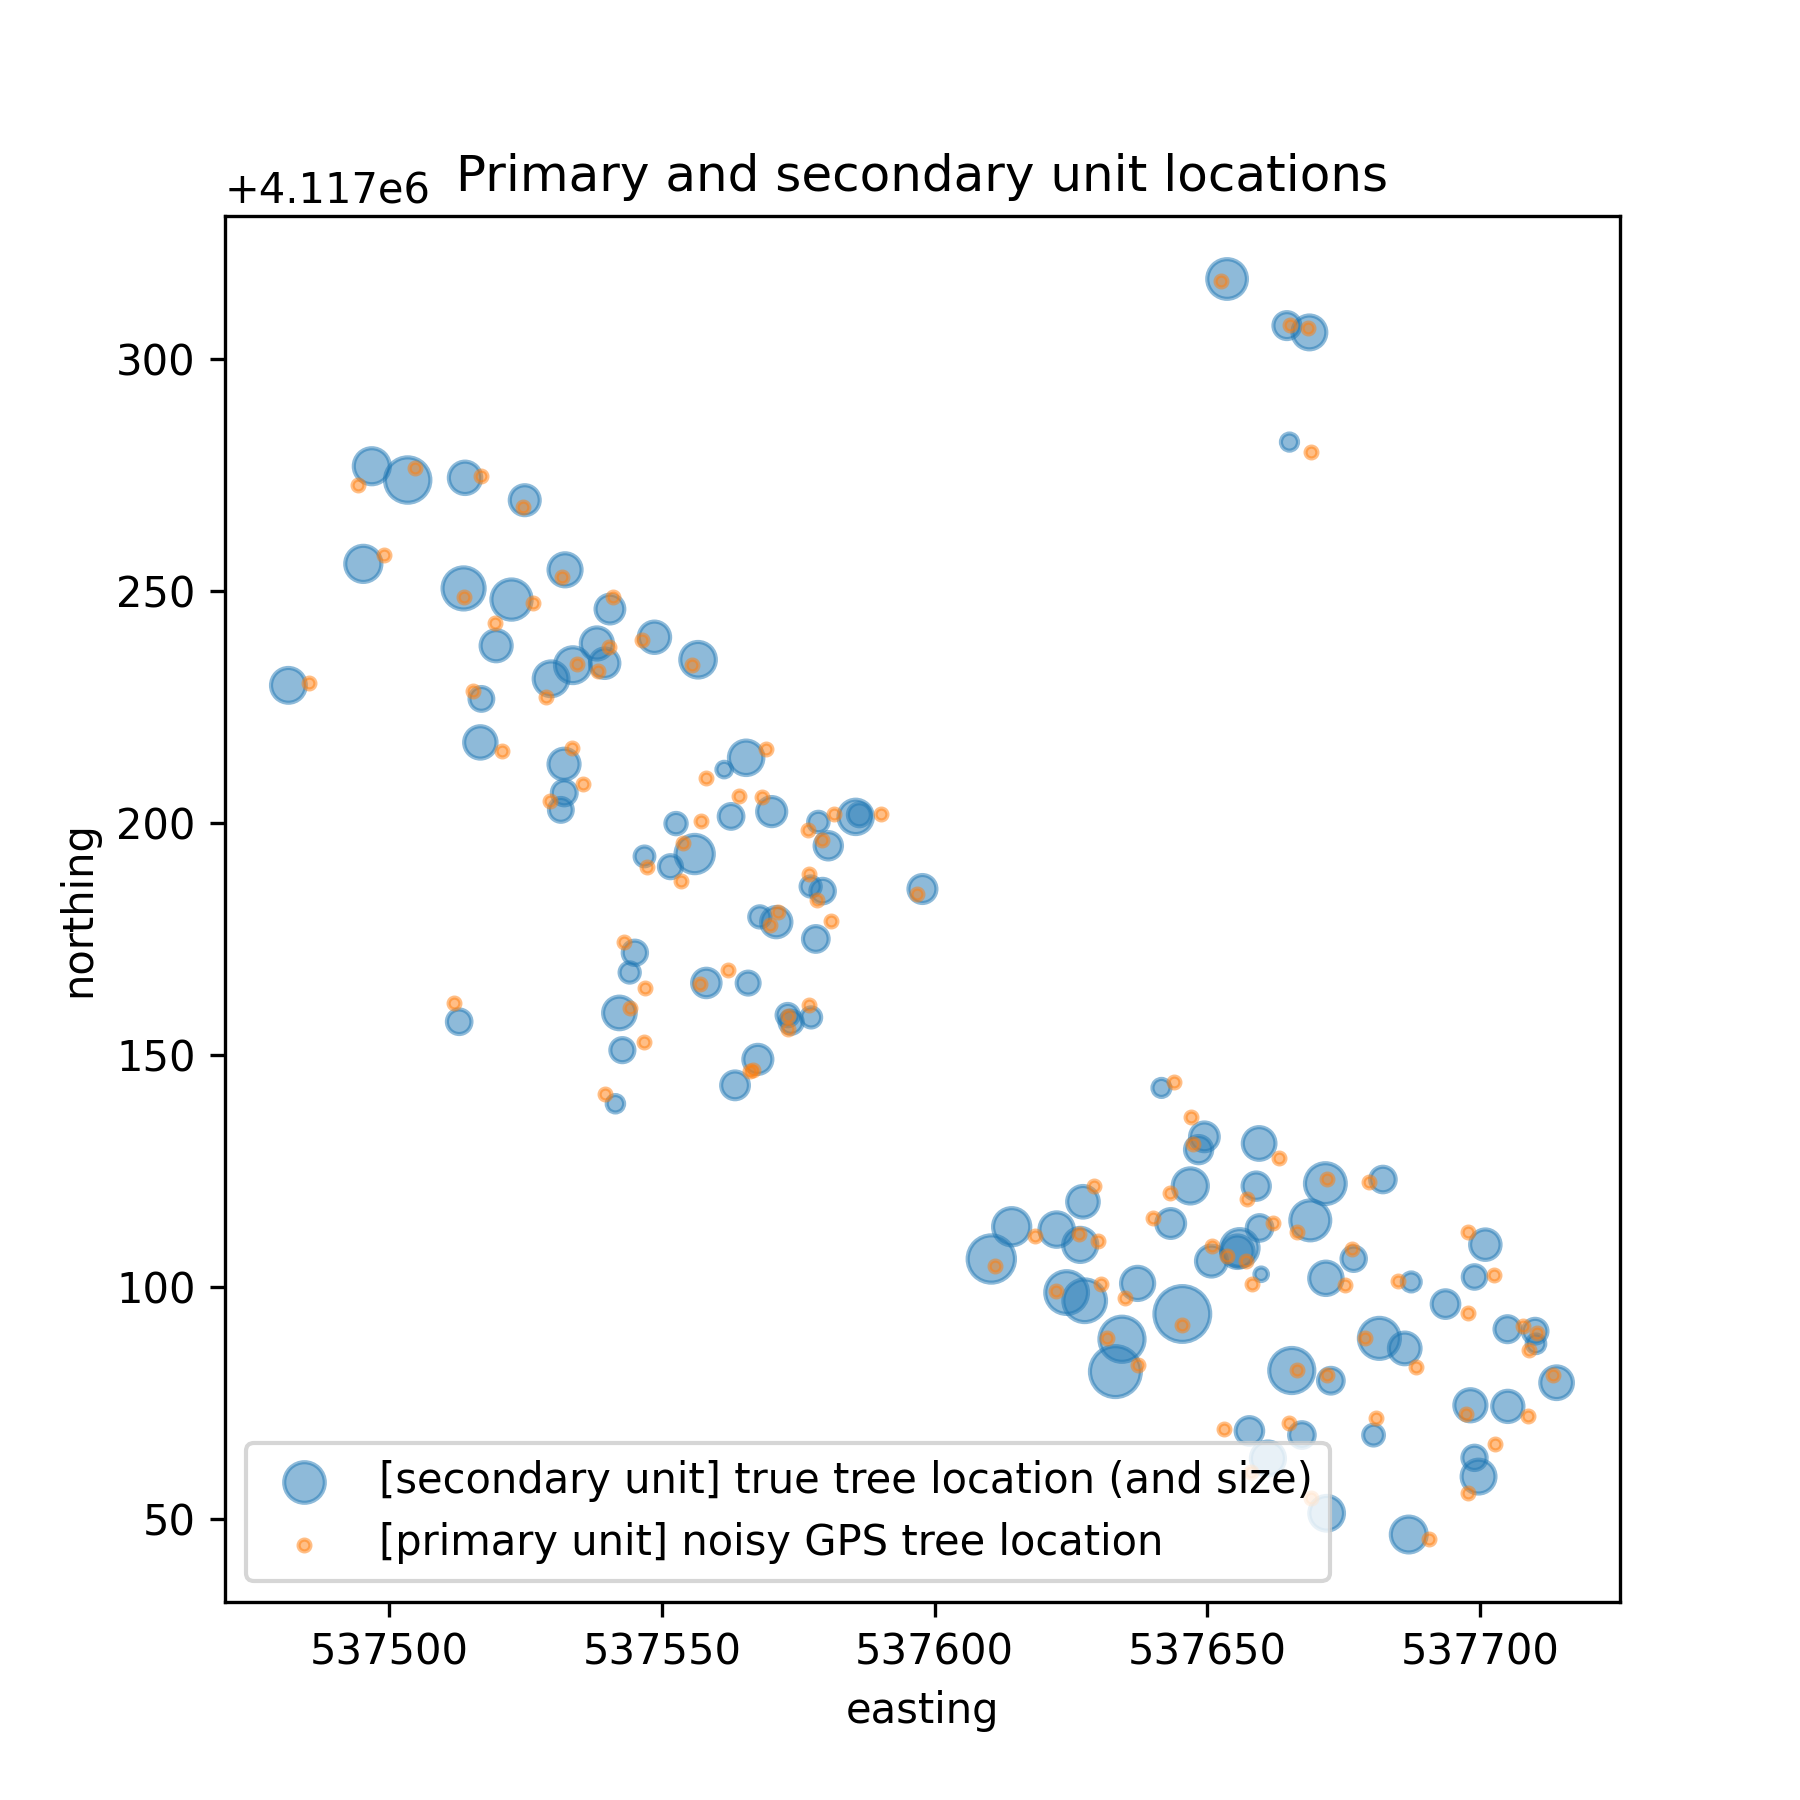 +4.117e6
Primary and secondary unit locations
300
250
200
150
100
50
northing
[secondary unit] true tree location (and size)
[primary unit] noisy GPS tree location
537500
537550
537600
537650
537700
easting